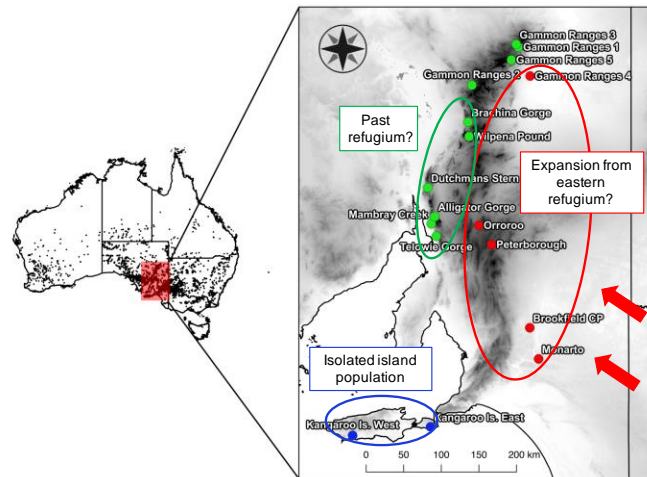 Gammon Ranges 3
Gammon Ranges 1
Gammon Ranges 5
Gammon Ranges 2
Gammon Ranges 4
Brachina Gorge
Past
refugium?
Wilpena Pound
Expansion from
eastern
refugium?
Dutchmans Stern
Alligator Gorge
Mambray Creek
Orroroo
Telowie Gorge
Peterborough
Brookfield CP
Monarto
Isolated island
population
Kangaroo Is. West
Kangaroo Is. East
0 50 100 150 200 km